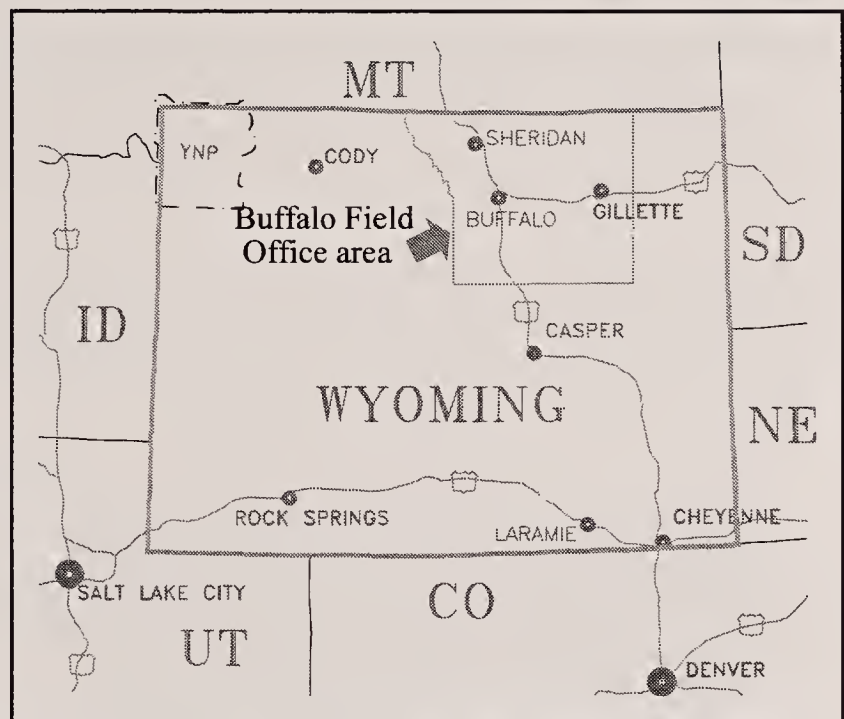 MT
YNP
CODY
SHERIDAN
BUFFALO
GILLETTE
Buffalo Field
Office area
SD
ID
CASPER
WYOMING
NE
ROCK SPRINGS
LARAMIE
CHEYENNE
SALT LAKE CITY
CO
UT
DENVER